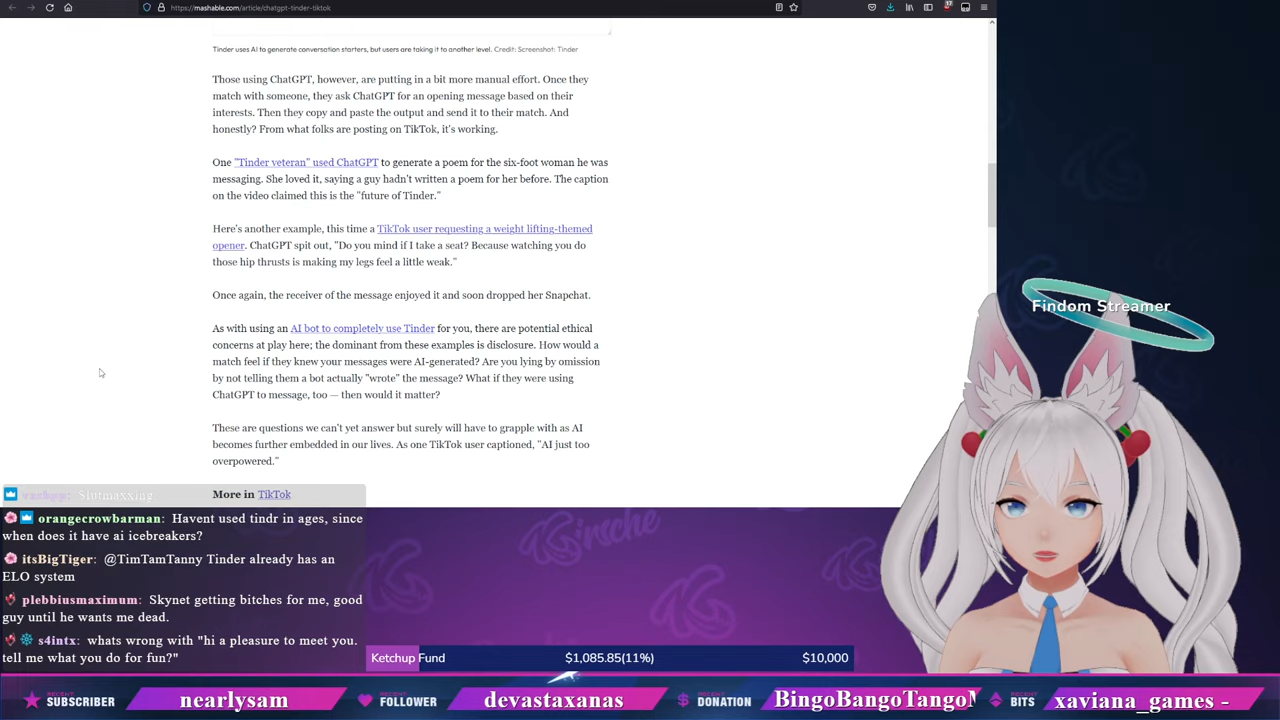 https://mashable.com/article/chatgpt-tinder-tiktok
17
Tinder uses AI to generate conversation starters, but users are taking it to another level. Credit: Screenshot: Tinder
Those using ChatGPT, however, are putting in a bit more manual effort. Once they
match with someone, they ask ChatGPT for an opening message based on their
interests. Then they copy and paste the output and send it to their match. And
honestly? From what folks are posting on TikTok, it's working.
One "Tinder veteran" used ChatGPT to generate a poem for the six-foot woman he was
messaging. She loved it, saying a guy hadn't written a poem for her before. The caption
on the video claimed this is the "future of Tinder."
Here's another example, this time a TikTok user requesting a weight lifting-themed
opener. ChatGPT spit out, "Do you mind if I take a seat? Because watching you do
those hip thrusts is making my legs feel a little weak."
Once again, the receiver of the message enjoyed it and soon dropped her Snapchat.
As with using an AI bot to completely use Tinder for you, there are potential ethical
concerns at play here; the dominant from these examples is disclosure. How would a
match feel if they knew your messages were AI-generated? Are you lying by omission
by not telling them a bot actually "wrote" the message? What if they were using
ChatGPT to message, too — then would it matter?
These are questions we can't yet answer but surely will have to grapple with as AI
becomes further embedded in our lives. As one TikTok user captioned, "AI just too
overpowered."
More in TikTok
Slutmaxxing
orangecrowbarman: Havent used tindr in ages, since
when does it have ai icebreakers?
itsBigTiger: @TimTamTanny Tinder already has an
ELO system
plebbiusmaximum: Skynet getting bitches for me, good
guy until he wants me dead.
s4intx: whats wrong with "hi a pleasure to meet you.
tell me what you do for fun?"
Findom Streamer
Ginsche
Ketchup Fund $1,085.85(11%) $10,000
RECENT SUBSCRIBER nearlysam
RECENT FOLLOWER devastaxanas
RECENT DONATION BingoBangoTango
RECENT BITS xaviana_games -